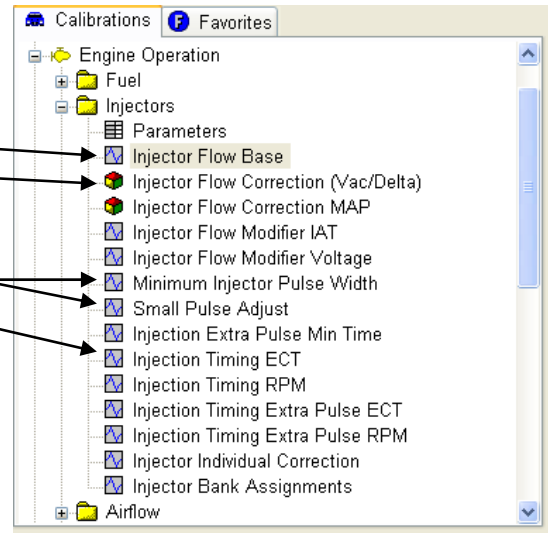 Calibrations F Favorites
Engine Operation
Fuel
Injectors
Parameters
Injector Flow Base
Injector Flow Correction (Vac/Delta)
Injector Flow Correction MAP
Injector Flow Modifier IAT
Injector Flow Modifier Voltage
Minimum Injector Pulse Width
Small Pulse Adjust
Injection Extra Pulse Min Time
Injection Timing ECT
Injection Timing RPM
Injection Timing Extra Pulse ECT
Injection Timing Extra Pulse RPM
Injector Individual Correction
Injector Bank Assignments
Airflow